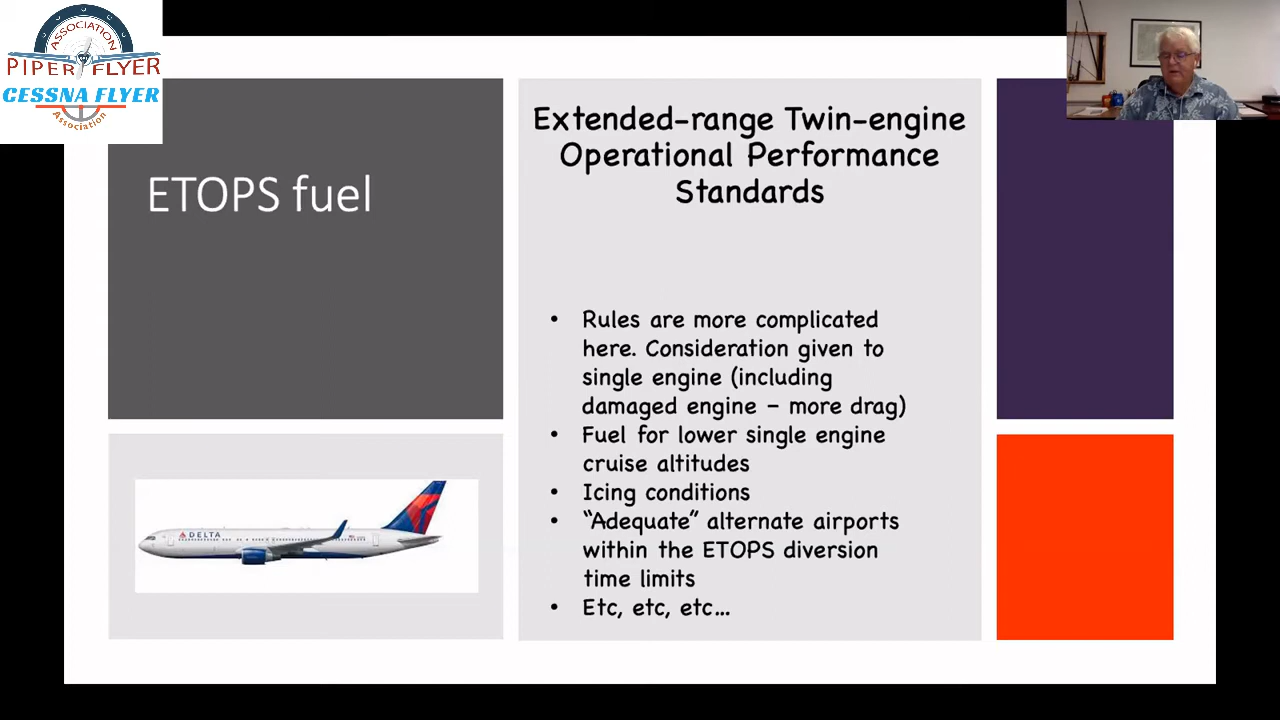 ASSOCIATION
PIPER FLYER
CESSNA FLYER
Association
ETOPS fuel
DELTA
Extended-range Twin-engine
Operational Performance
Standards
• Rules are more complicated
here. Consideration given to
single engine (including
damaged engine – more drag)
• Fuel for lower single engine
cruise altitudes
• Icing conditions
• “Adequate” alternate airports
within the ETOPS diversion
time limits
• Etc, etc, etc...